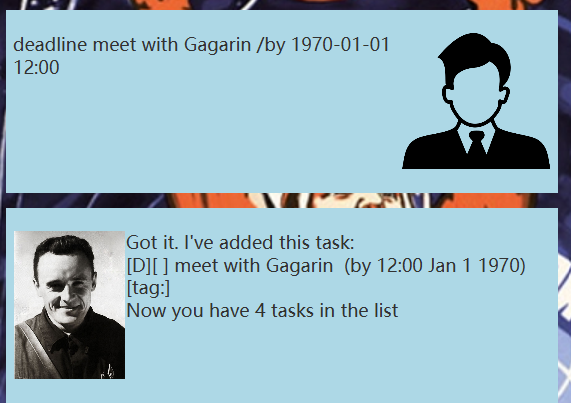 deadline meet with Gagarin /by 1970-01-01
12:00
Got it. I've added this task:
[D][ ] meet with Gagarin  (by 12:00 Jan 1 1970)
[tag:]
Now you have 4 tasks in the list